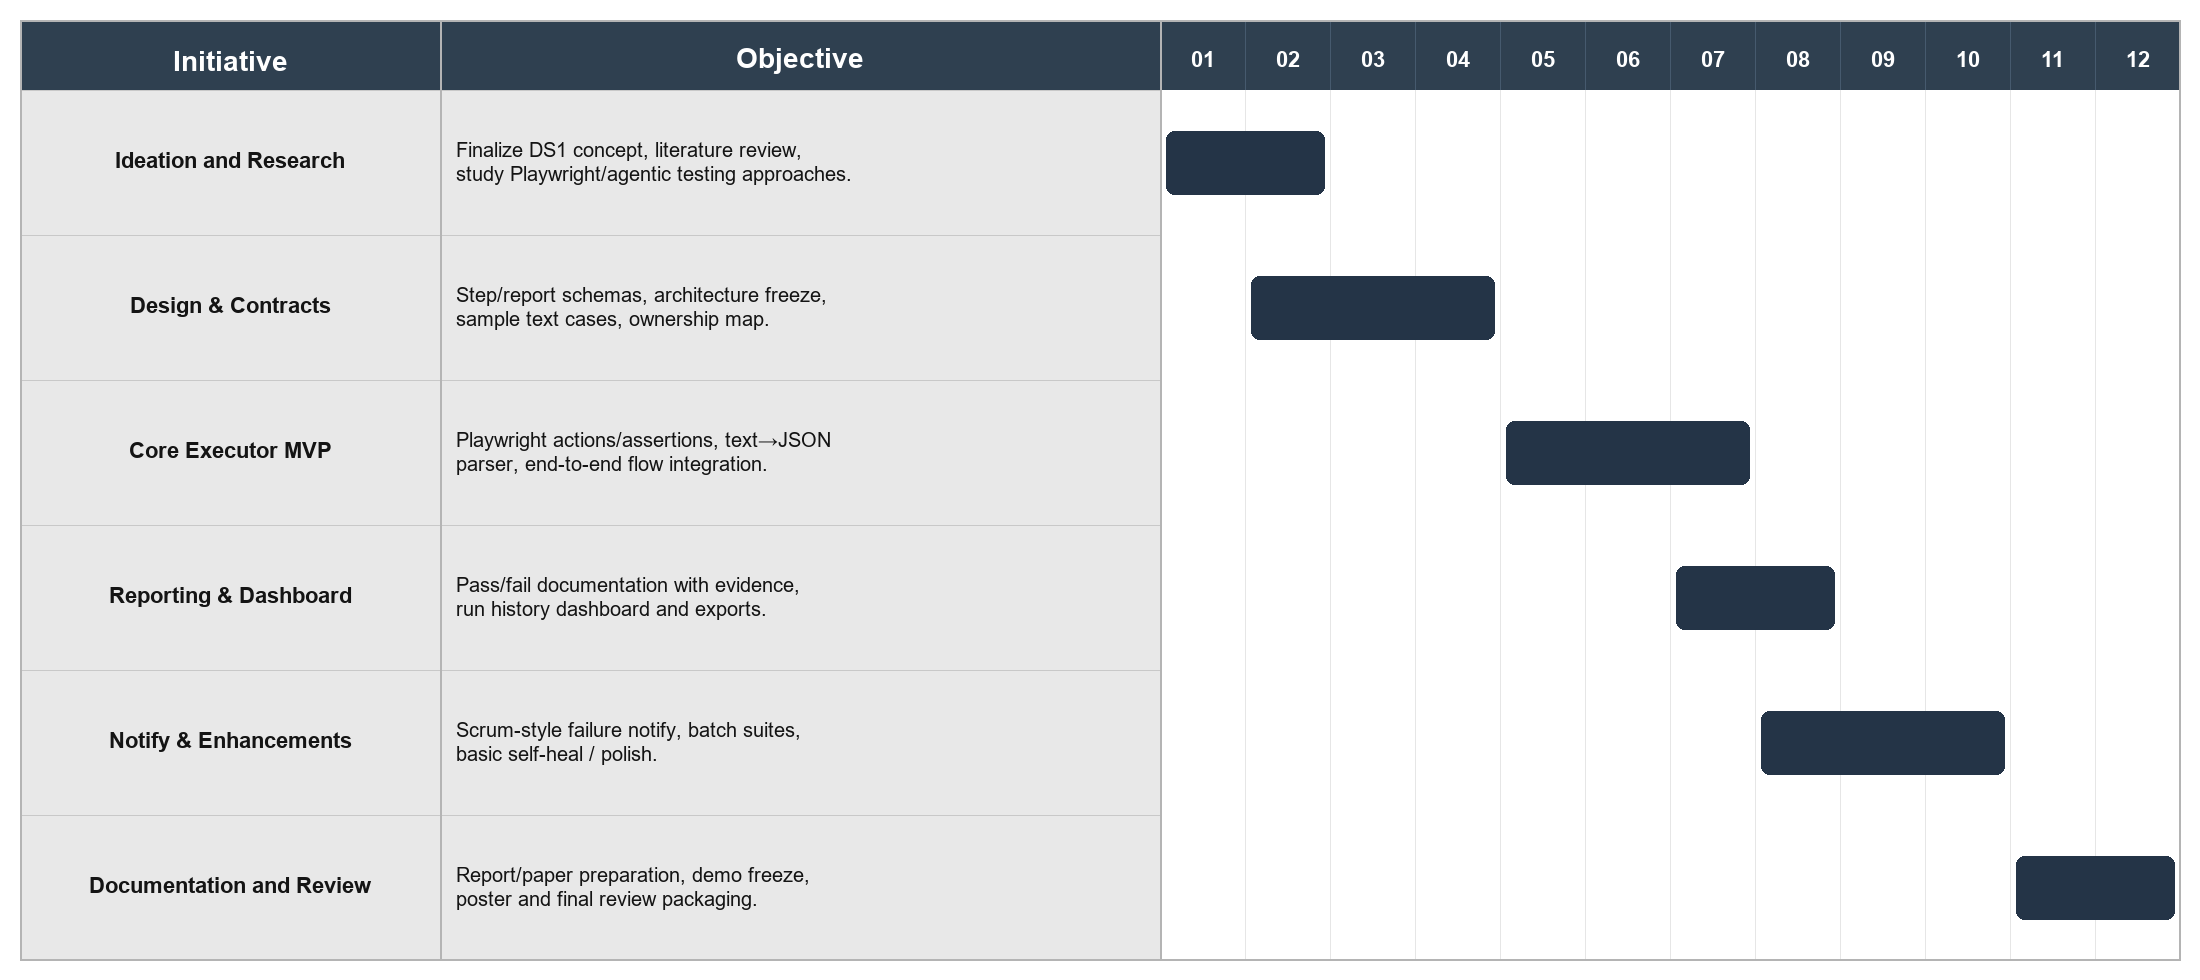 Initiative
Objective
01 02 03 04 05 06 07 08 09 10 11 12
Ideation and Research
Finalize DS1 concept, literature review,
study Playwright/agentic testing approaches.
Design & Contracts
Step/report schemas, architecture freeze,
sample text cases, ownership map.
Core Executor MVP
Playwright actions/assertions, text→JSON
parser, end-to-end flow integration.
Reporting & Dashboard
Pass/fail documentation with evidence,
run history dashboard and exports.
Notify & Enhancements
Scrum-style failure notify, batch suites,
basic self-heal / polish.
Documentation and Review
Report/paper preparation, demo freeze,
poster and final review packaging.